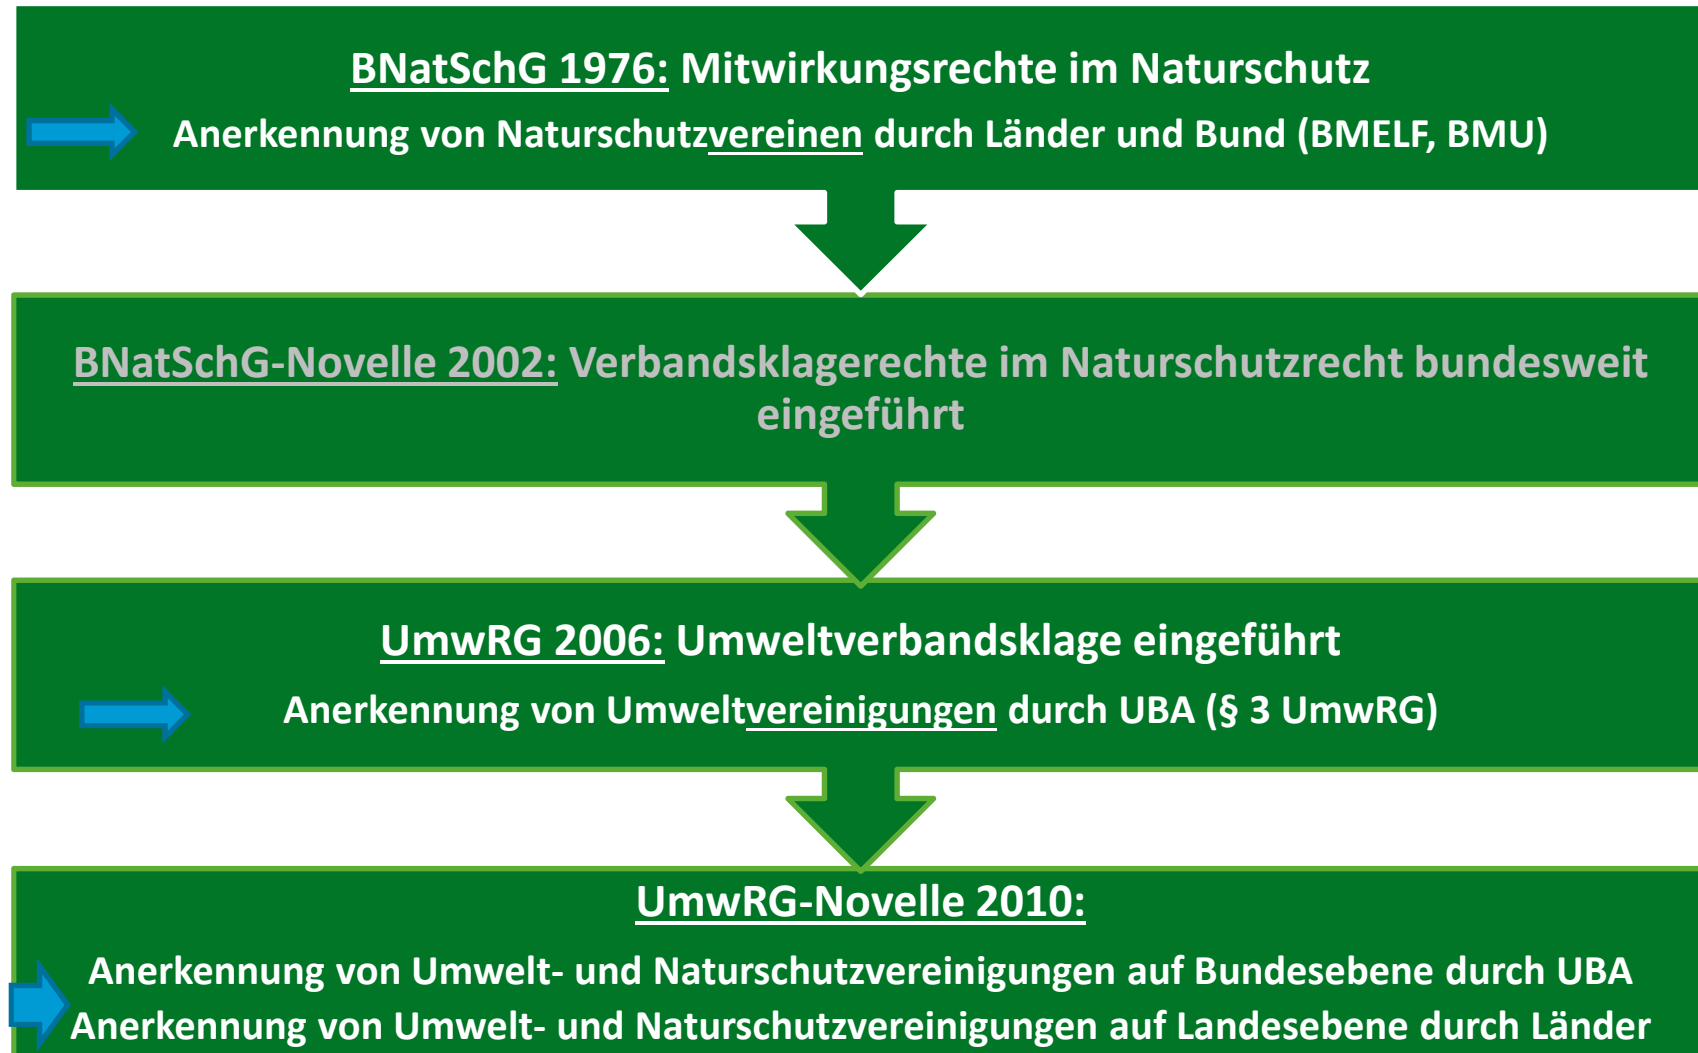 BNatSchG 1976: Mitwirkungsrechte im Naturschutz
Anerkennung von Naturschutzvereinen durch Länder und Bund (BMELF, BMU)
BNatSchG-Novelle 2002: Verbandsklagerechte im Naturschutzrecht bundesweit
eingeführt
UmwRG 2006: Umweltverbandsklage eingeführt
Anerkennung von Umweltvereinigungen durch UBA (§ 3 UmwRG)
UmwRG-Novelle 2010:
Anerkennung von Umwelt- und Naturschutzvereinigungen auf Bundesebene durch UBA
Anerkennung von Umwelt- und Naturschutzvereinigungen auf Landesebene durch Länder